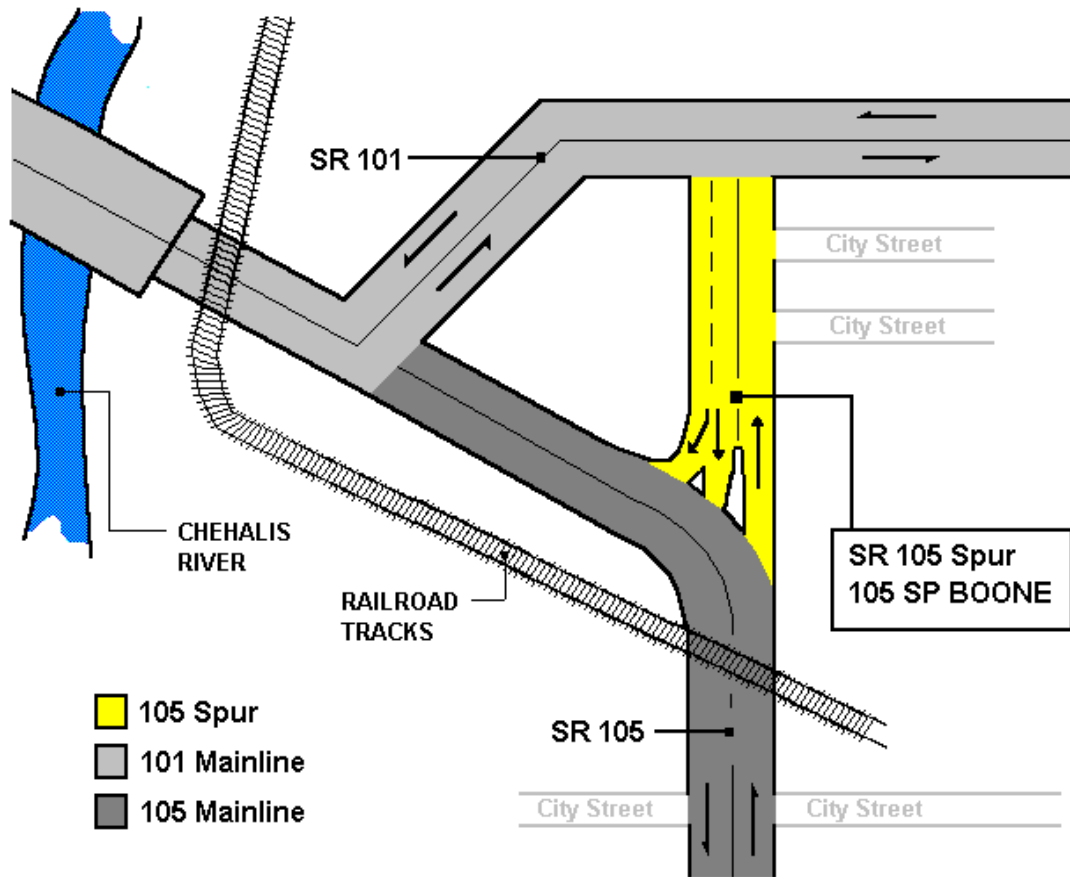 SR 101
City Street
City Street
CHEHALIS
RIVER
RAILROAD
TRACKS
SR 105 Spur
105 SP BOONE
105 Spur
101 Mainline
105 Mainline
SR 105
City Street
City Street